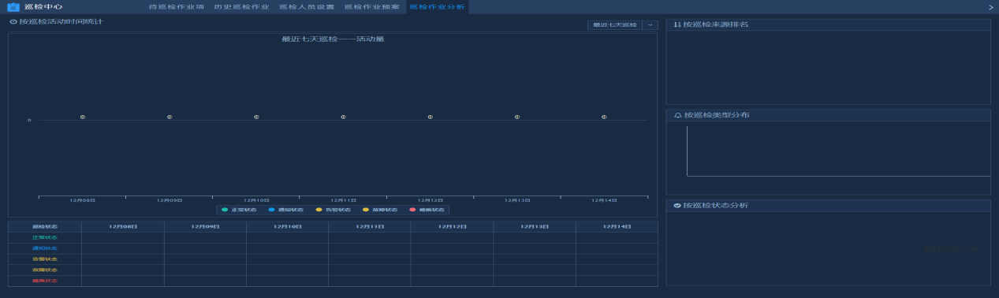 巡检中心 待巡检作业项 历史巡检作业 巡检人员设置 巡检作业预案 巡检作业分析
按巡检活动时间统计
最近七天巡检
最近七天巡检——活动量
0 0 0 0 0 0 0
0
12月08日 12月09日 12月10日 12月11日 12月12日 12月13日 12月14日
正常状态 通知状态 告警状态 故障状态 瘫痪状态
巡检状态 12月08日 12月09日 12月10日 12月11日 12月12日 12月13日 12月14日
正常状态
通知状态
告警状态
故障状态
瘫痪状态
按巡检来源排名
按巡检类型分布
按巡检状态分析